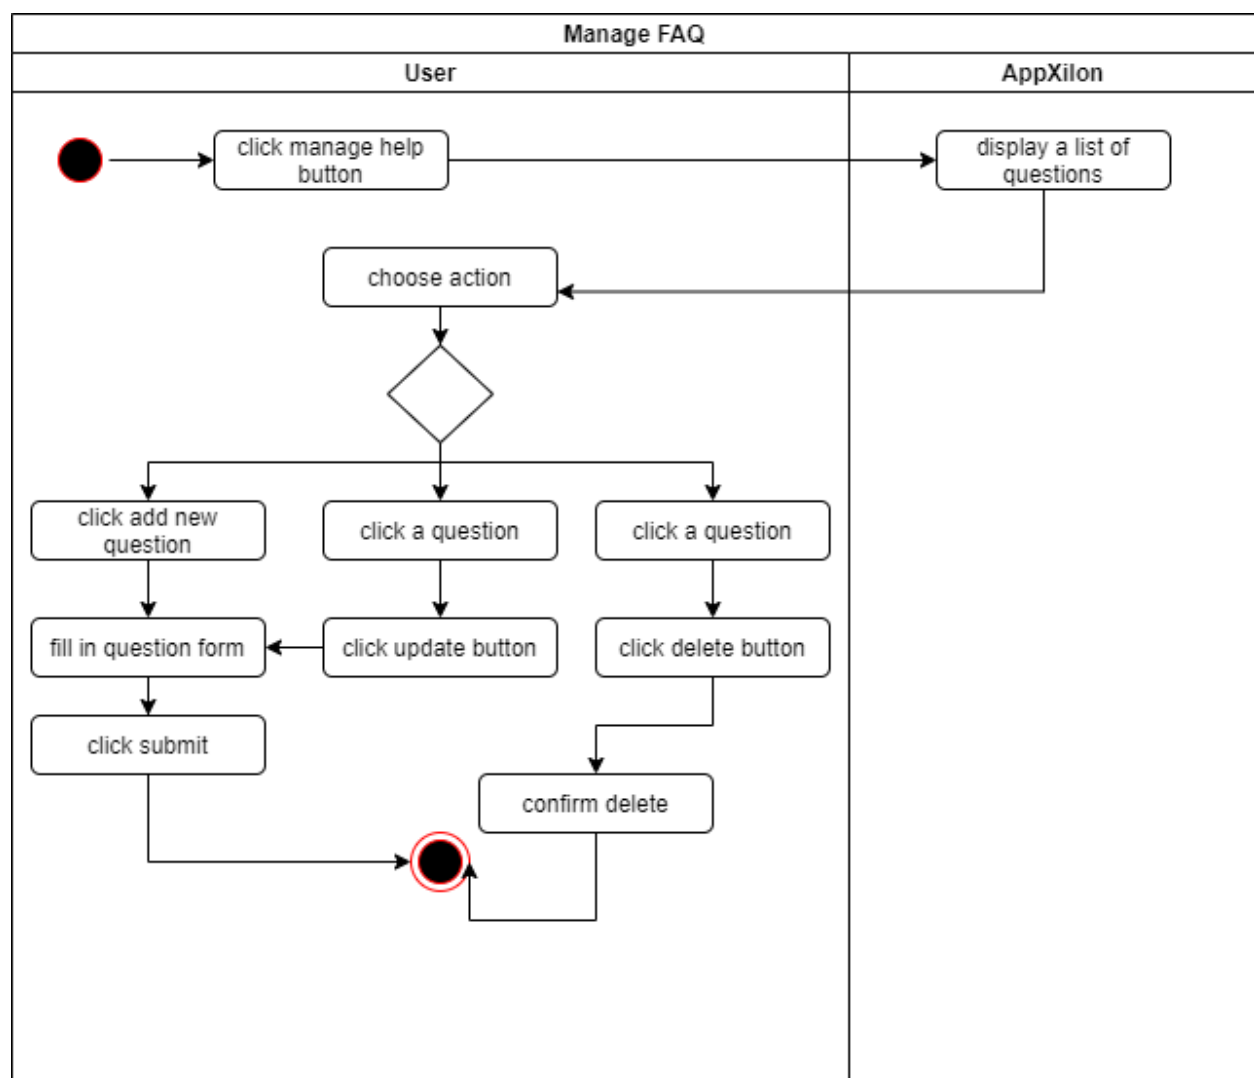 Manage FAQ
User
AppXilon
click manage help
button
display a list of
questions
choose action
click add new
question
click a question
click a question
fill in question form
click update button
click delete button
click submit
confirm delete